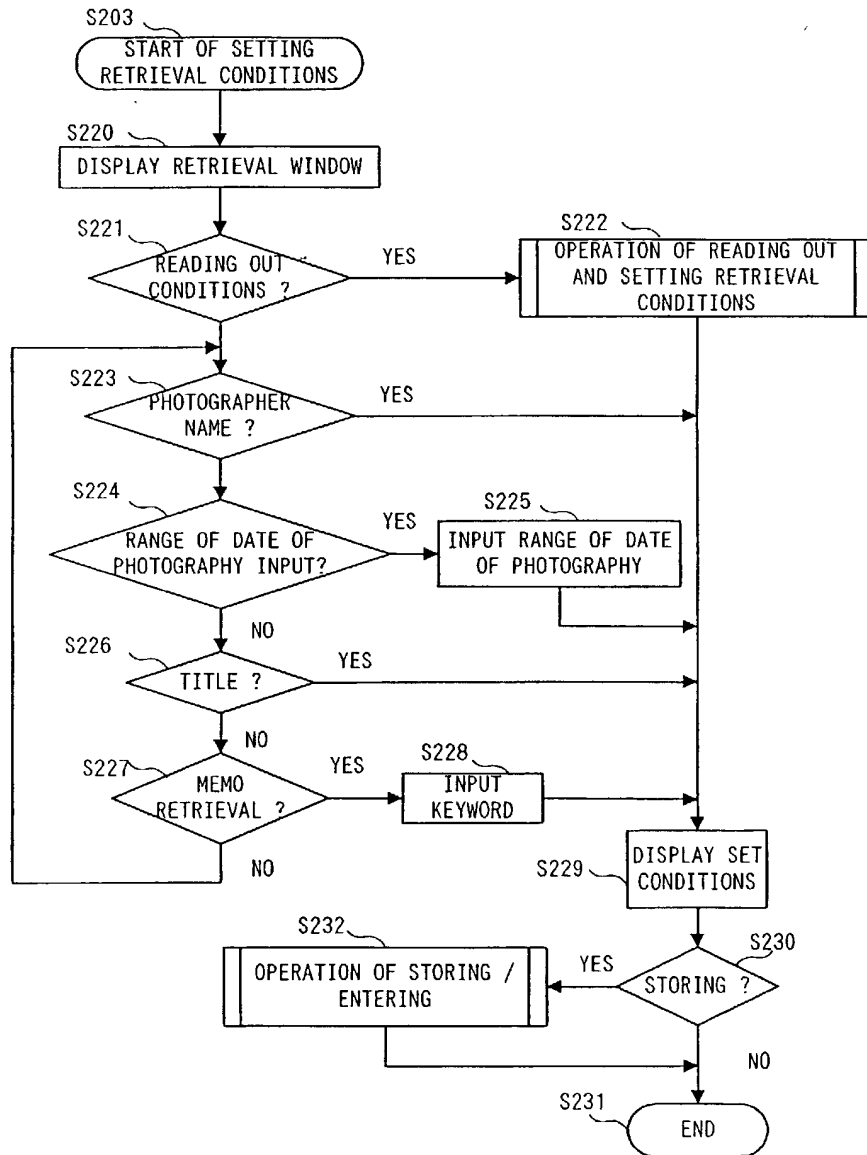 S203
START OF SETTING
RETRIEVAL CONDITIONS
S220
DISPLAY RETRIEVAL WINDOW
S221
READING OUT
CONDITIONS ?
YES
S222
OPERATION OF READING OUT
AND SETTING RETRIEVAL
CONDITIONS
S223
PHOTOGRAPHER
NAME ?
YES
S224
RANGE OF DATE OF
PHOTOGRAPHY INPUT?
YES
S225
INPUT RANGE OF DATE
OF PHOTOGRAPHY
NO
S226
TITLE ?
YES
NO
S227
MEMO
RETRIEVAL ?
YES
S228
INPUT
KEYWORD
NO
S229
DISPLAY SET
CONDITIONS
S230
STORING ?
YES
S232
OPERATION OF STORING /
ENTERING
NO
S231
END